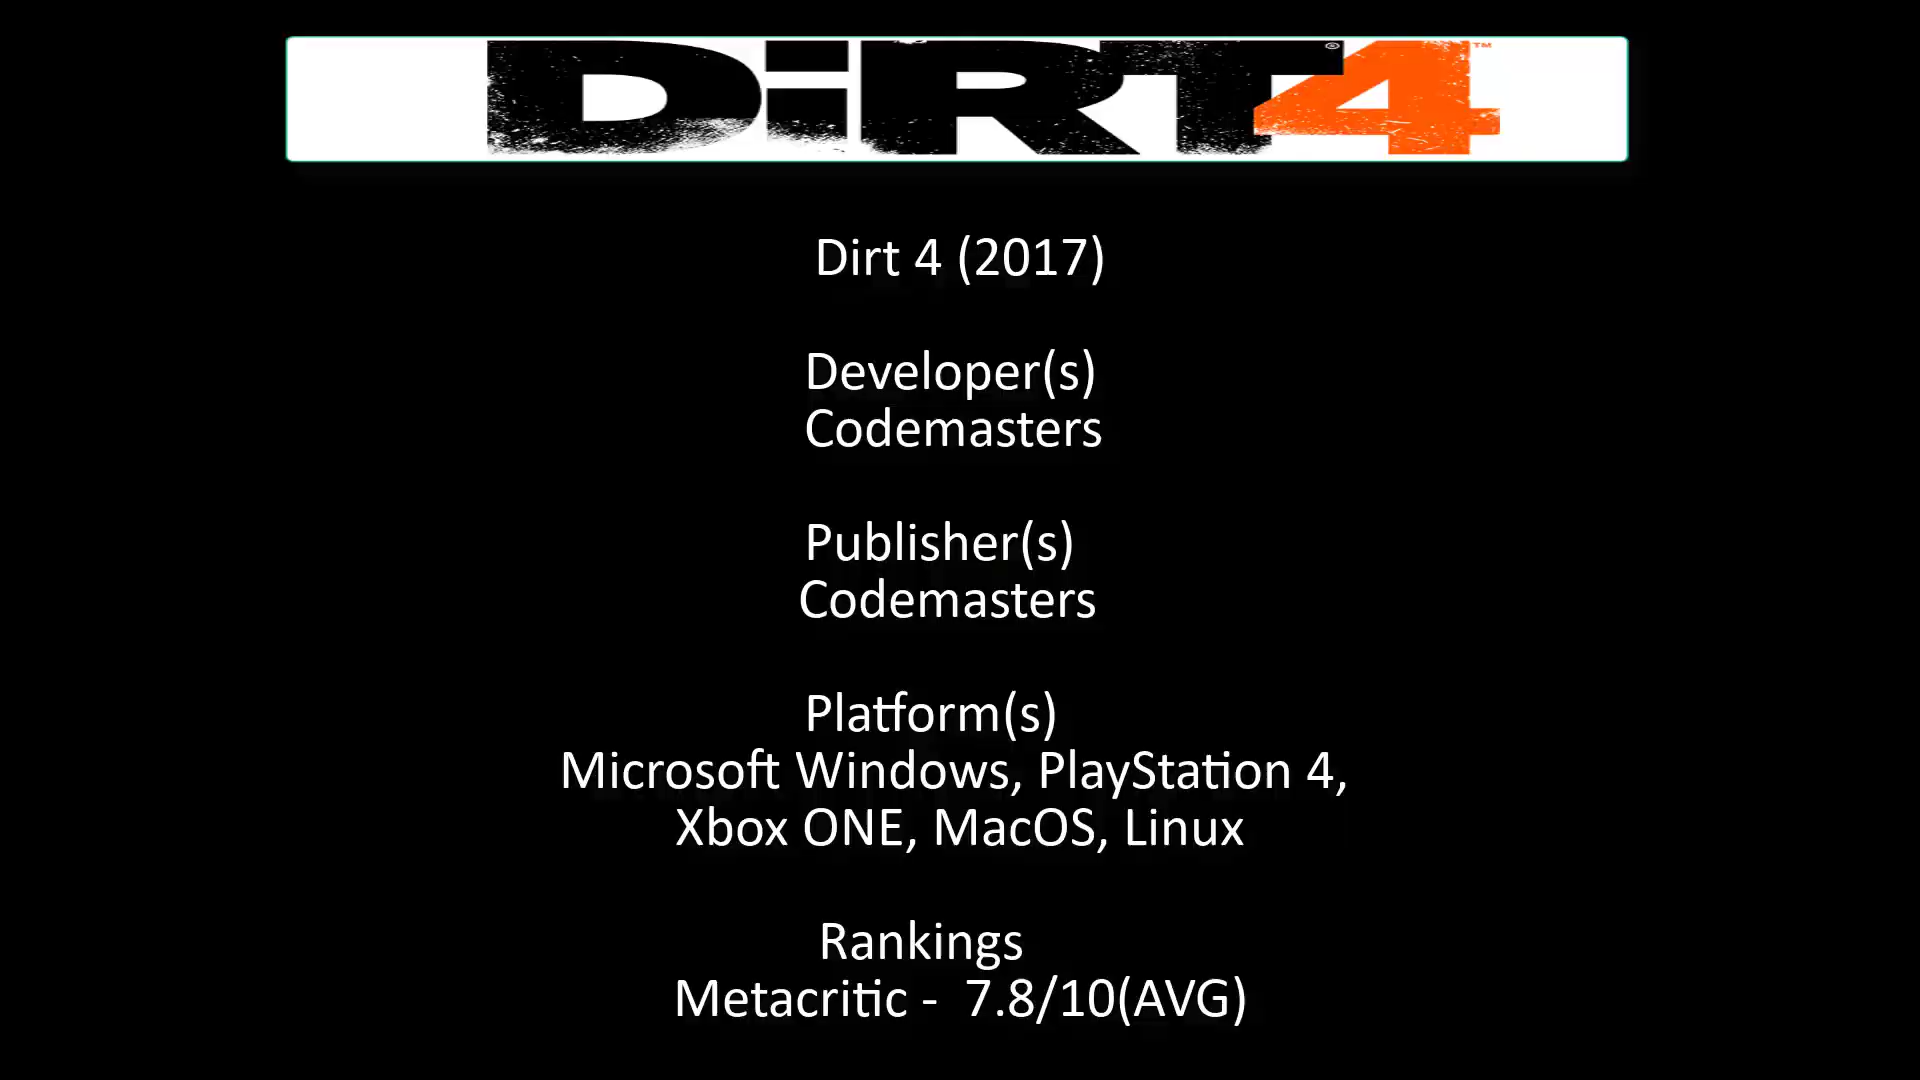 DiRT4
Dirt 4 (2017)
Developer(s)
Codemasters
Publisher(s)
Codemasters
Platform(s)
Microsoft Windows, PlayStation 4,
Xbox ONE, MacOS, Linux
Rankings
Metacritic - 7.8/10(AVG)